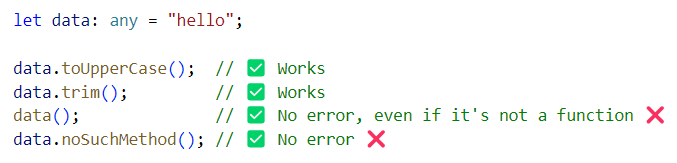 let data: any = "hello";
data.toUpperCase();  // ✅ Works
data.trim();         // ✅ Works
data();              // ✅ No error, even if it's not a function ❌
data.noSuchMethod(); // ✅ No error ❌